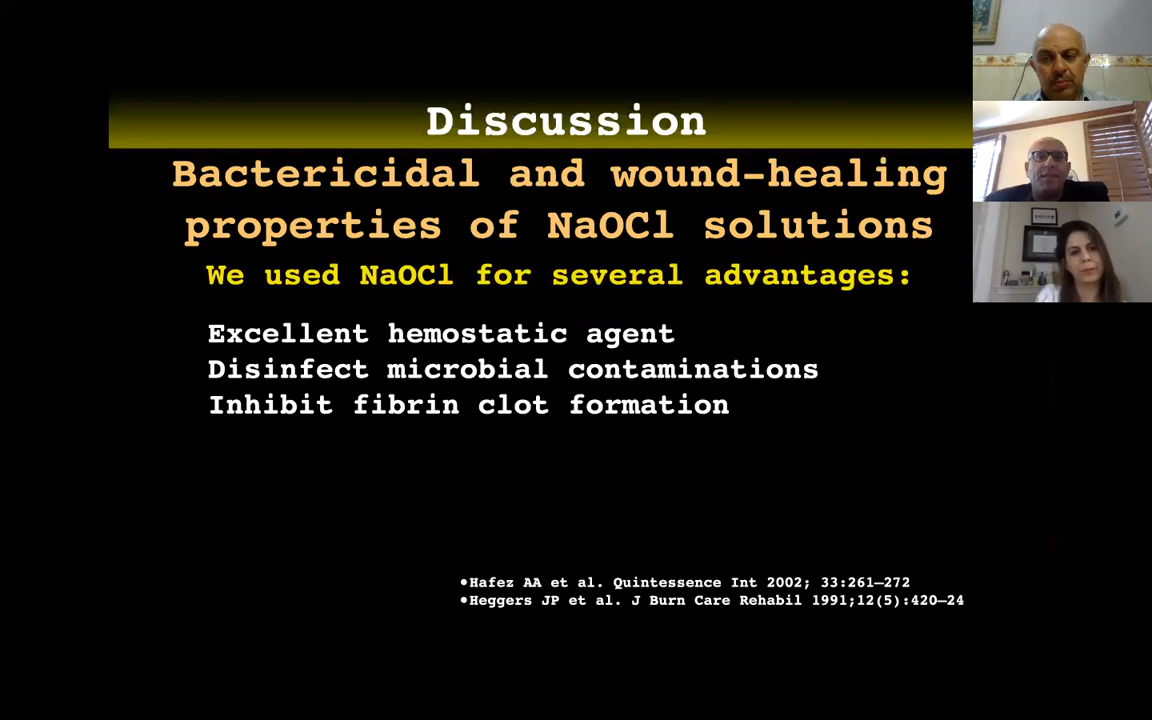 Discussion
Bactericidal and wound-healing
properties of NaOCl solutions
We used NaOCl for several advantages:
Excellent hemostatic agent
Disinfect microbial contaminations
Inhibit fibrin clot formation
•Hafez AA et al. Quintessence Int 2002; 33:261–272
•Heggers JP et al. J Burn Care Rehabil 1991;12(5):420–24